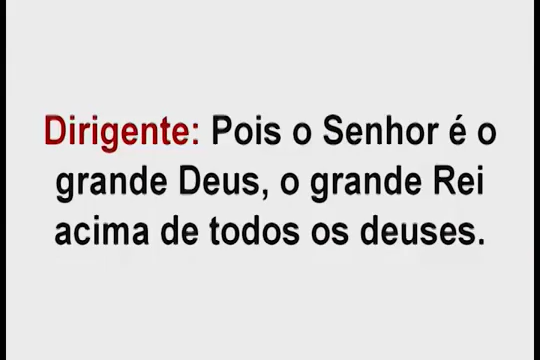 Dirigente: Pois o Senhor é o
grande Deus, o grande Rei
acima de todos os deuses.